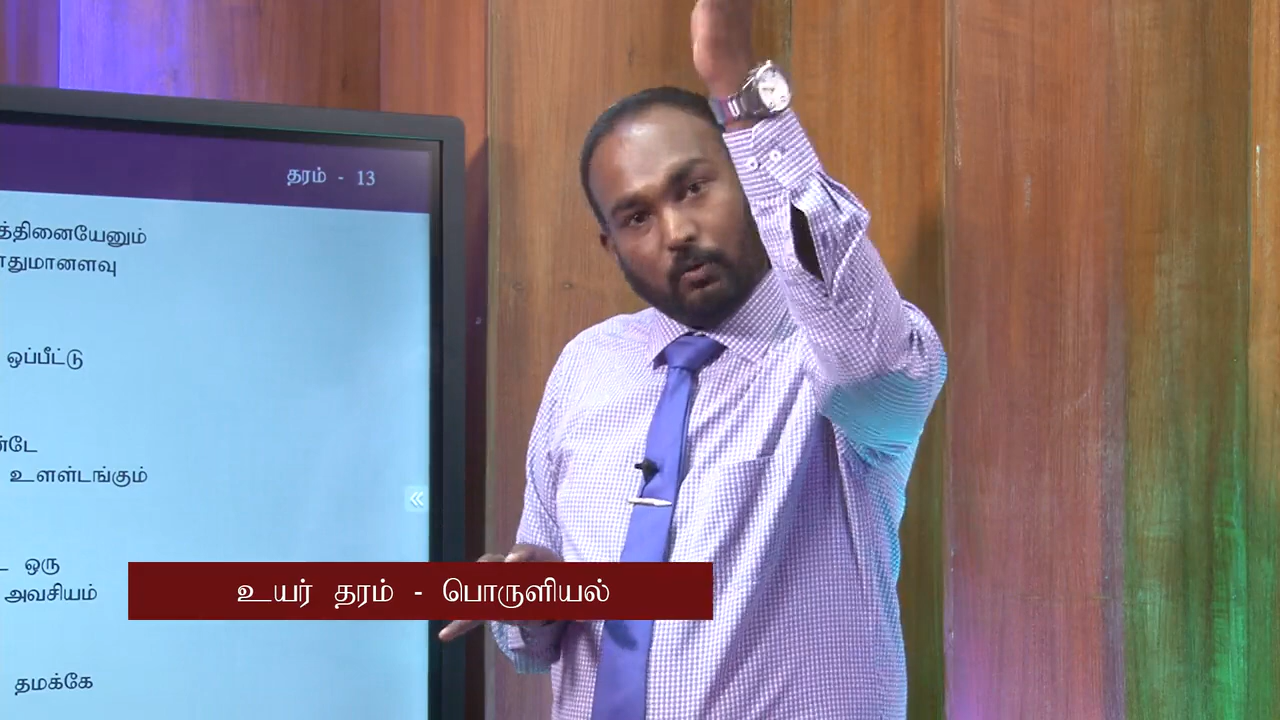 தரம் - 13
த்தினையேனும்
துமானளவு
ஒப்பீட்டு
டே
உளள்டங்கும்
ஒரு
அவசியம்
உயர் தரம் - பொருளியல்
தமக்கே